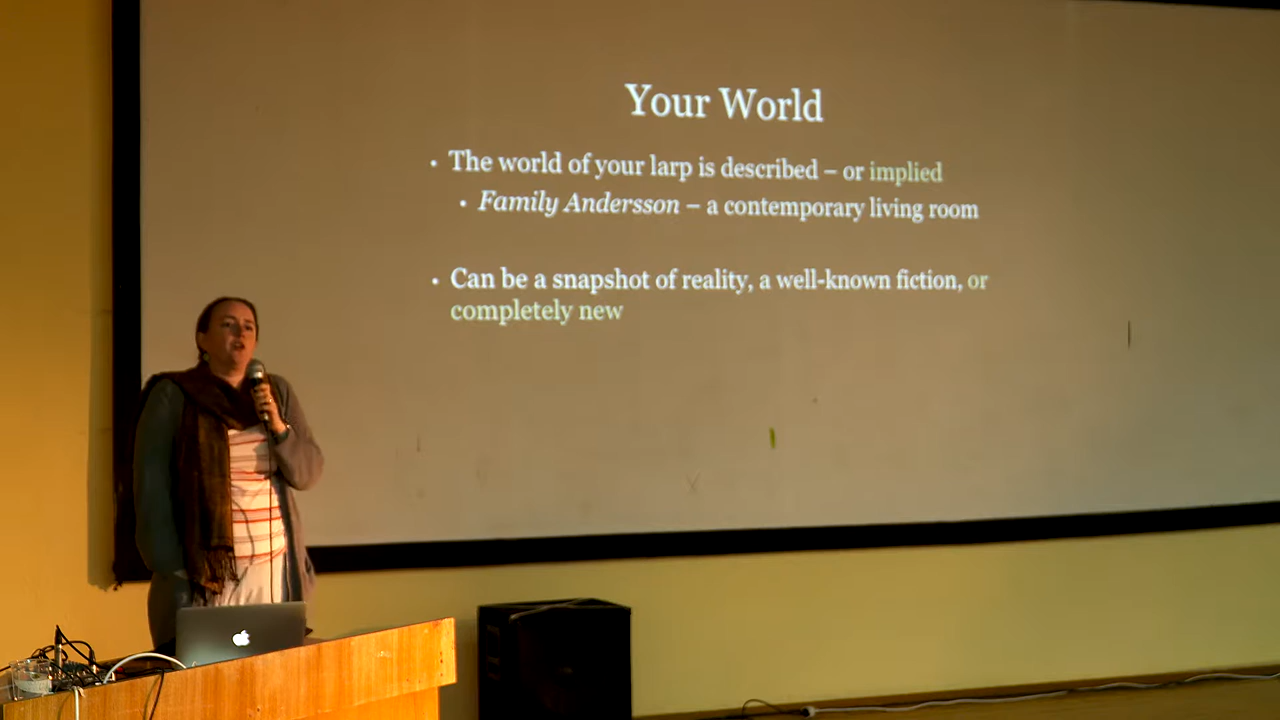 Your World
• The world of your larp is described – or implied
• Family Andersson – a contemporary living room
• Can be a snapshot of reality, a well-known fiction, or
completely new